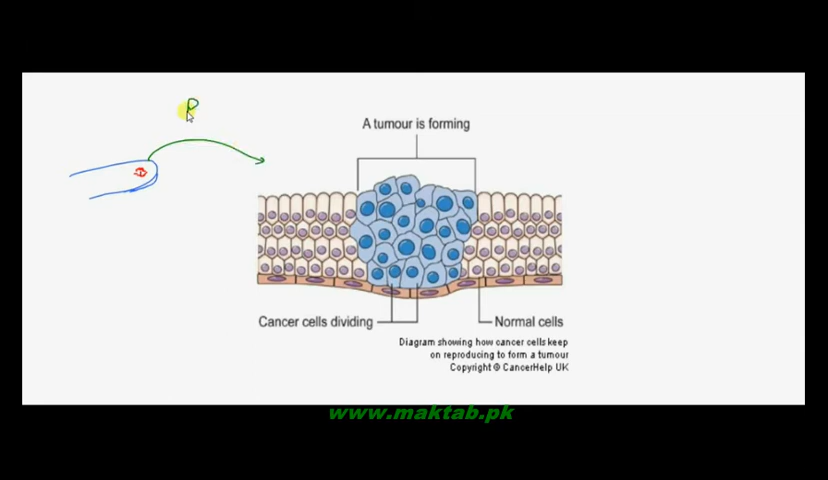 R
A tumour is forming
Cancer cells dividing
Normal cells
Diagram showing how cancer cells keep
on reproducing to form a tumour
Copyright © CancerHelp UK
www.maktab.pk